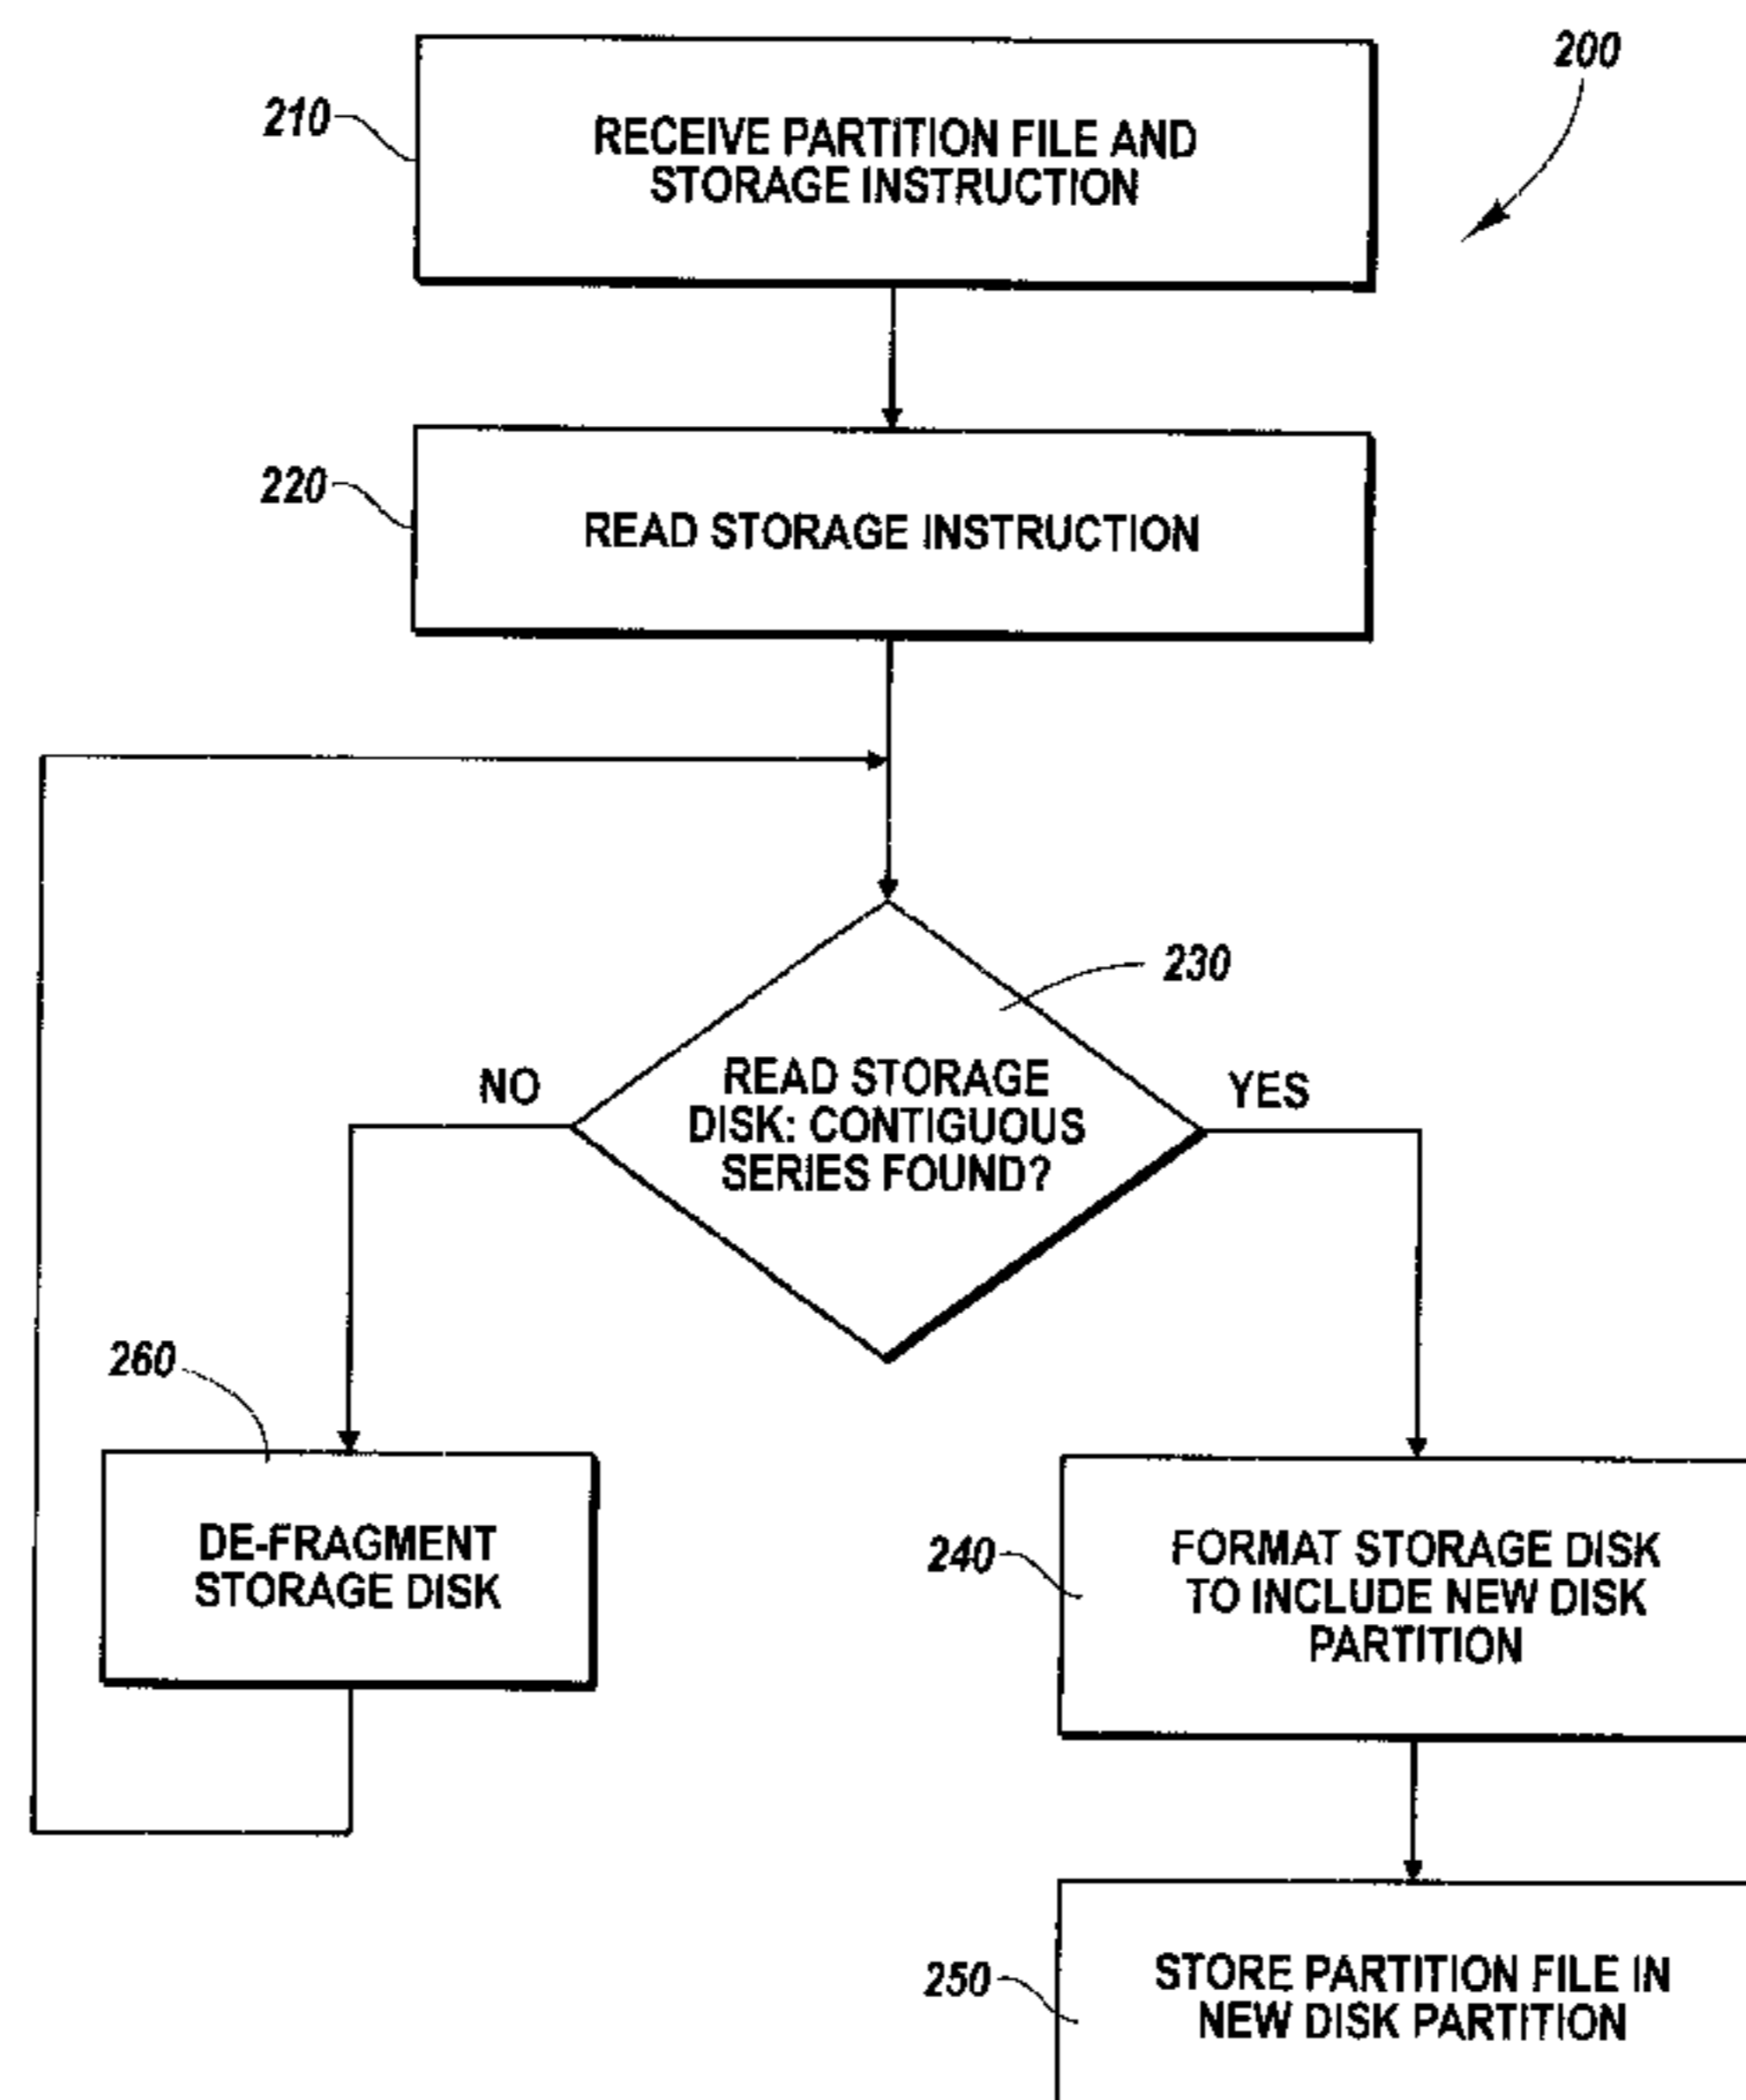 200
210
RECEIVE PARTITION FILE AND
STORAGE INSTRUCTION
220
READ STORAGE INSTRUCTION
230
NO
READ STORAGE
DISK: CONTIGUOUS
SERIES FOUND?
YES
260
DE-FRAGMENT
STORAGE DISK
240
FORMAT STORAGE DISK
TO INCLUDE NEW DISK
PARTITION
250
STORE PARTITION FILE IN
NEW DISK PARTITION